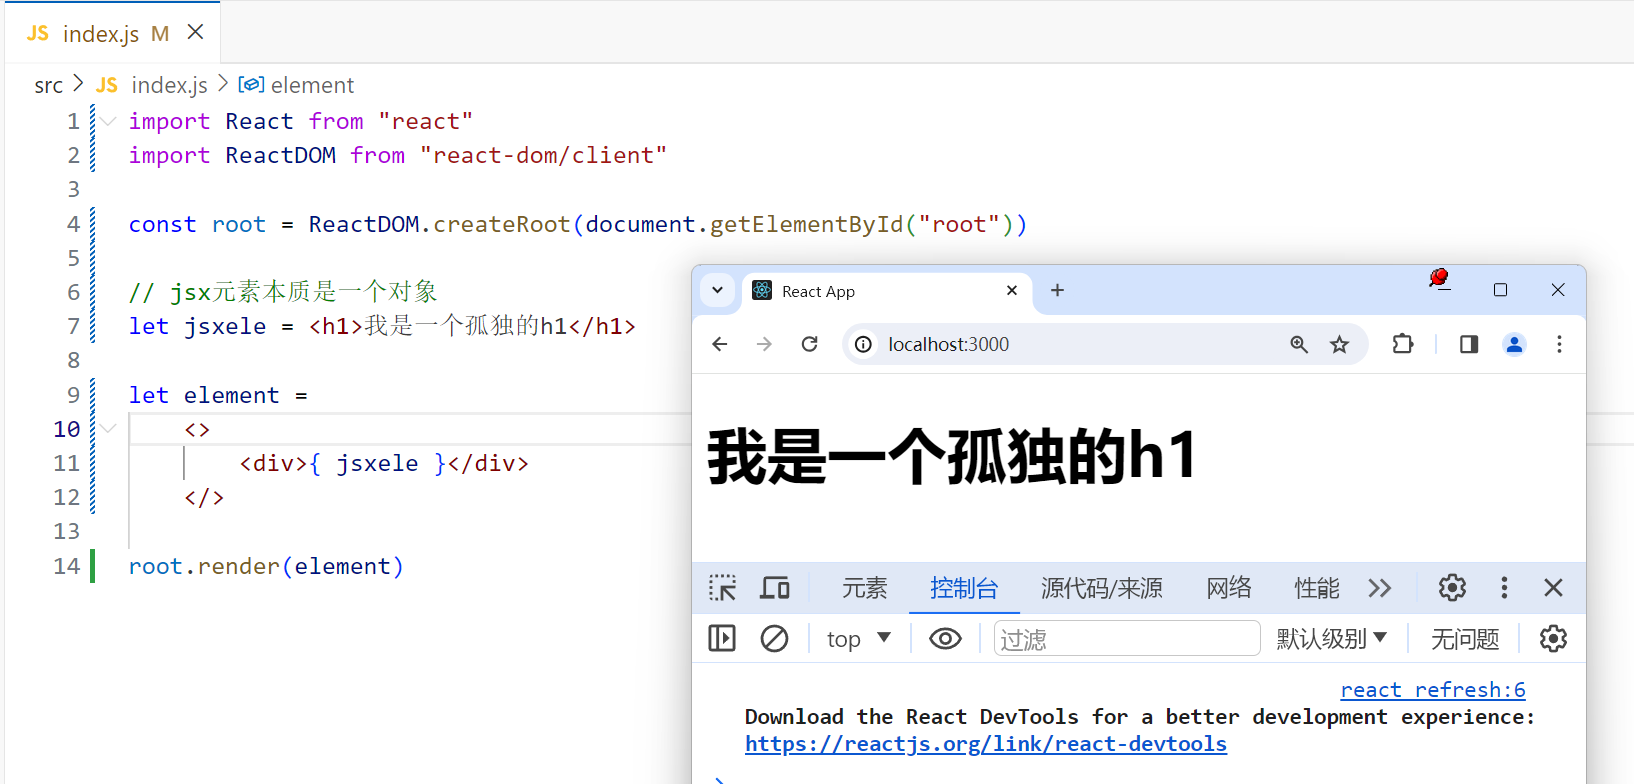 JS index.js M
src > JS index.js > element
1 import React from "react"
2 import ReactDOM from "react-dom/client"
3
4 const root = ReactDOM.createRoot(document.getElementById("root"))
5
6 // jsx元素本质是一个对象
7 let jsxele = <h1>我是一个孤独的h1</h1>
8
9 let element =
10 <>
11 <div>{ jsxele }</div>
12 </>
13
14 root.render(element)
React App
localhost:3000
我是一个孤独的h1
元素 控制台 源代码/来源 网络 性能
top 过滤 默认级别 无问题
react refresh:6
Download the React DevTools for a better development experience:
https://reactjs.org/link/react-devtools